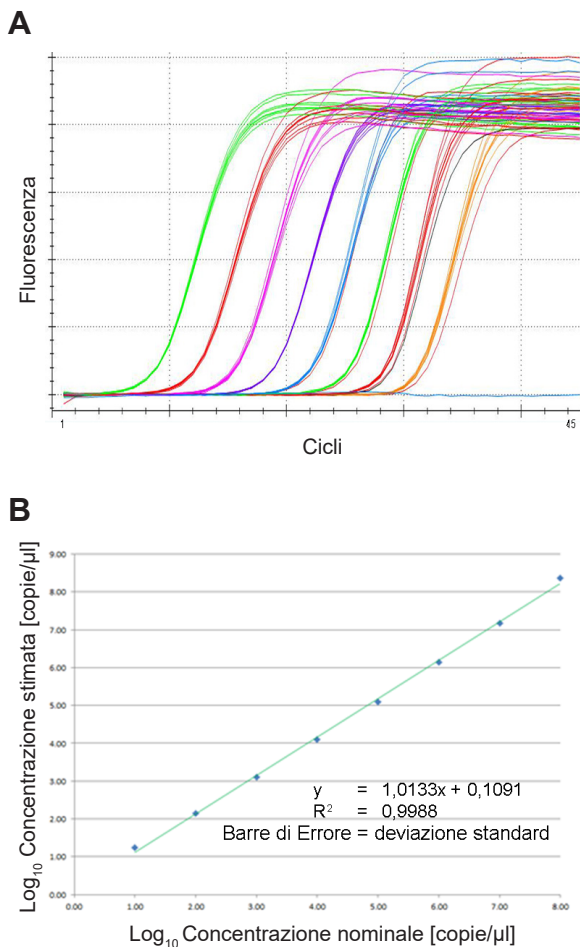 A
Fluorescenza
1
45
Cicli
B
Log10 Concentrazione stimata [copie/µl]
9.00
8.00
7.00
6.00
5.00
4.00
3.00
2.00
1.00
0.00
y = 1,0133x + 0,1091
R² = 0,9988
Barre di Errore = deviazione standard
0.00 1.00 2.00 3.00 4.00 5.00 6.00 7.00 8.00
Log10 Concentrazione nominale [copie/µl]